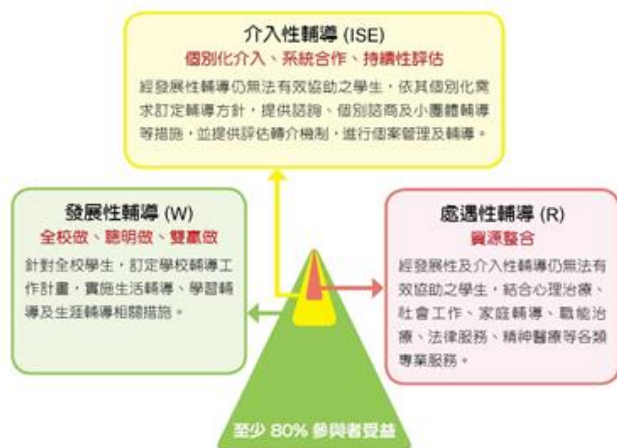 介入性輔導 (ISE)
個別化介入、系統合作、持續性評估
經發展性輔導仍無法有效協助之學生，依其個別化需
求訂定輔導方針，提供諮詢、個別諮商及小團體輔導
等措施，並提供評估轉介機制，進行個案管理及輔導。
發展性輔導 (W)
全校做、聰明做、雙贏做
針對全校學生，訂定學校輔導工
作計畫，實施生活輔導、學習輔
導及生涯輔導相關措施。
處遇性輔導 (R)
資源整合
經發展性及介入性輔導仍無法有
效協助之學生，結合心理治療、
社會工作、家庭輔導、職能治
療、法律服務、精神醫療等各類
專業服務。
至少 80% 參與者受益